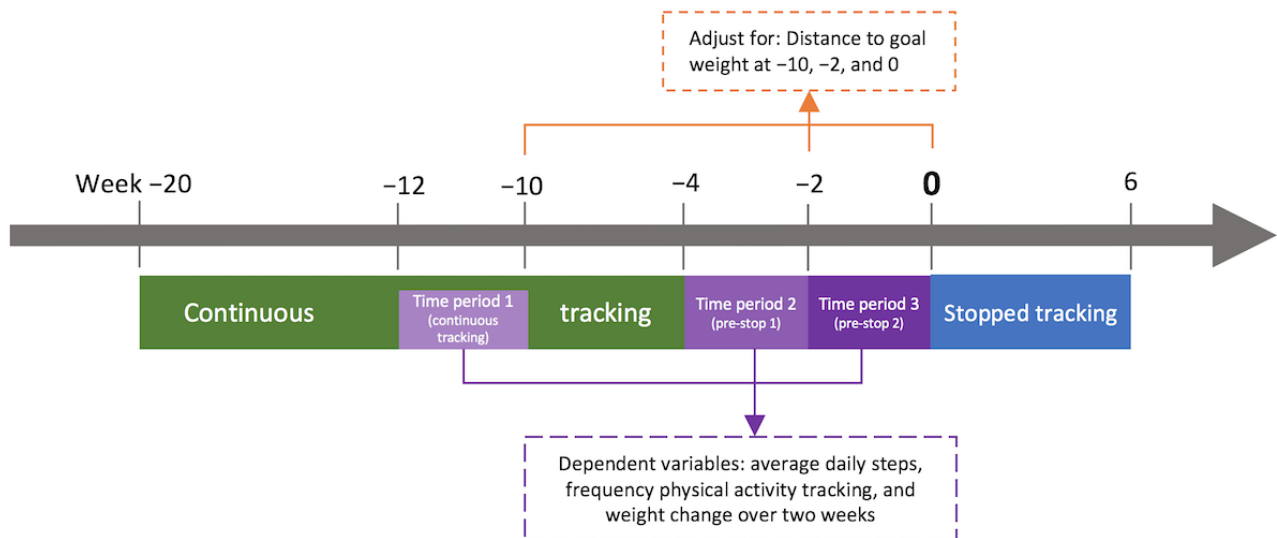 Adjust for: Distance to goal
weight at −10, −2, and 0
Week −20
−12
−10
−4
−2
0
6
Continuous
Time period 1
(continuous
tracking)
tracking
Time period 2
(pre-stop 1)
Time period 3
(pre-stop 2)
Stopped tracking
Dependent variables: average daily steps,
frequency physical activity tracking, and
weight change over two weeks